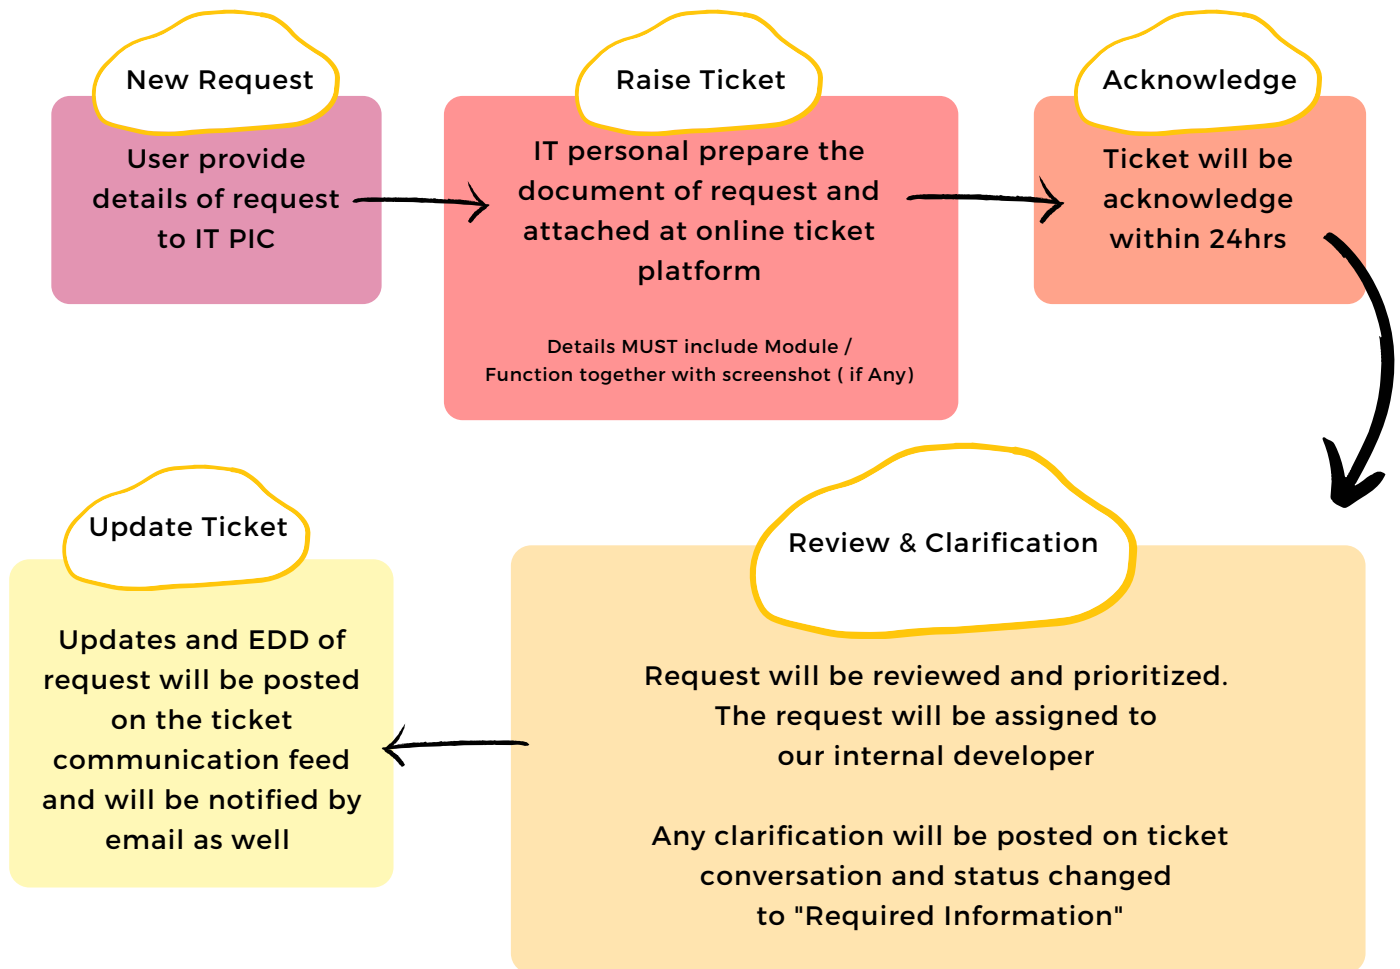 New Request
User provide
details of request
to IT PIC
Raise Ticket
IT personal prepare the
document of request and
attached at online ticket
platform
Details MUST include Module /
Function together with screenshot ( if Any)
Acknowledge
Ticket will be
acknowledge
within 24hrs
Review & Clarification
Request will be reviewed and prioritized.
The request will be assigned to
our internal developer
Any clarification will be posted on ticket
conversation and status changed
to "Required Information"
Update Ticket
Updates and EDD of
request will be posted
on the ticket
communication feed
and will be notified by
email as well